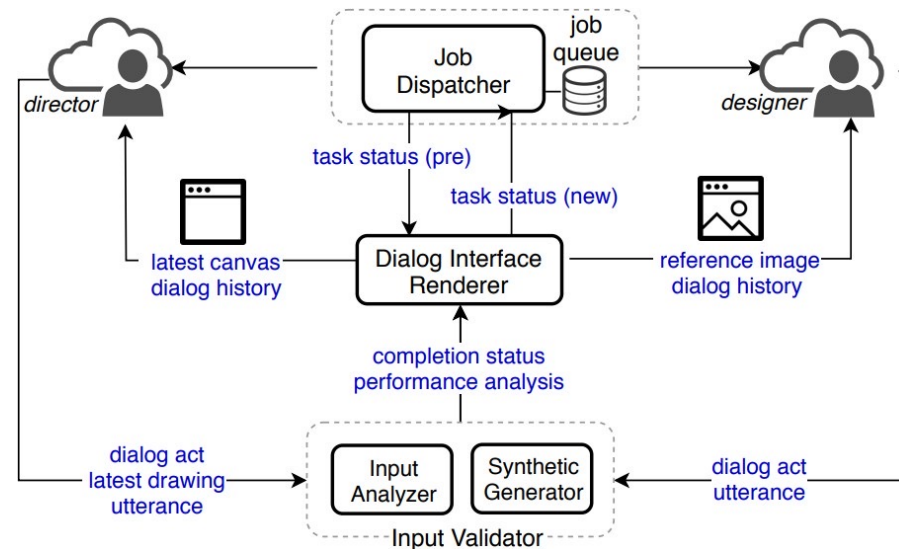 job
queue
Job
Dispatcher
director
designer
task status (pre)
task status (new)
latest canvas
dialog history
Dialog Interface
Renderer
reference image
dialog history
completion status
performance analysis
dialog act
latest drawing
utterance
Input
Analyzer
Synthetic
Generator
dialog act
utterance
Input Validator